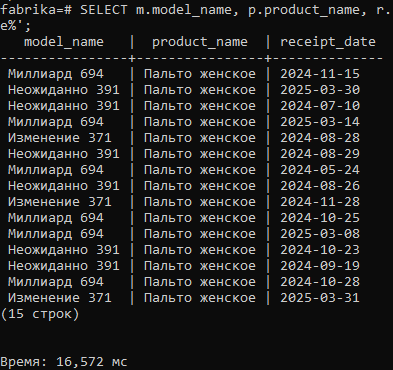 fabrika=# SELECT m.model_name, p.product_name, r.
e%';
model_name | product_name | receipt_date
----------------+----------------+--------------
Миллиард 694 | Пальто женское | 2024-11-15
Неожиданно 391 | Пальто женское | 2025-03-30
Неожиданно 391 | Пальто женское | 2024-07-10
Миллиард 694 | Пальто женское | 2025-03-14
Изменение 371 | Пальто женское | 2024-08-28
Неожиданно 391 | Пальто женское | 2024-08-29
Миллиард 694 | Пальто женское | 2024-05-24
Неожиданно 391 | Пальто женское | 2024-08-26
Изменение 371 | Пальто женское | 2024-11-28
Миллиард 694 | Пальто женское | 2024-10-25
Миллиард 694 | Пальто женское | 2025-03-08
Неожиданно 391 | Пальто женское | 2024-10-23
Неожиданно 391 | Пальто женское | 2024-09-19
Миллиард 694 | Пальто женское | 2024-10-28
Изменение 371 | Пальто женское | 2025-03-31
(15 строк)
Время: 16,572 мс